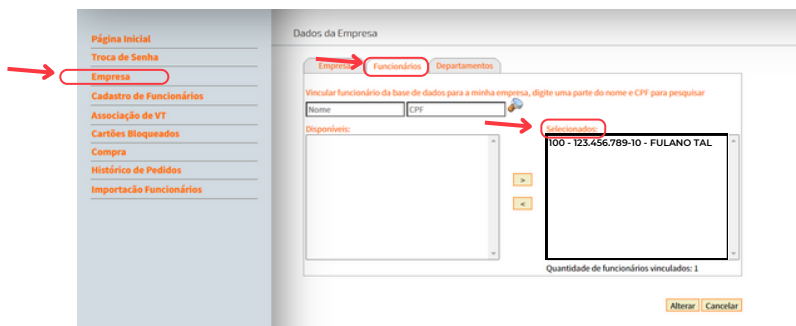 Página Inicial
Troca de Senha
Empresa
Cadastro de Funcionários
Associação de VT
Cartões Bloqueados
Compra
Histórico de Pedidos
Importacão Funcionários
Dados da Empresa
Empresa Funcionários Departamentos
Vincular funcionário da base de dados para a minha empresa, digite uma parte do nome e CPF para pesquisar
Nome CPF
Disponíveis: Selecionados:
100 - 123.456.789-10 - FULANO TAL
>
<
Quantidade de funcionários vinculados: 1
Alterar Cancelar